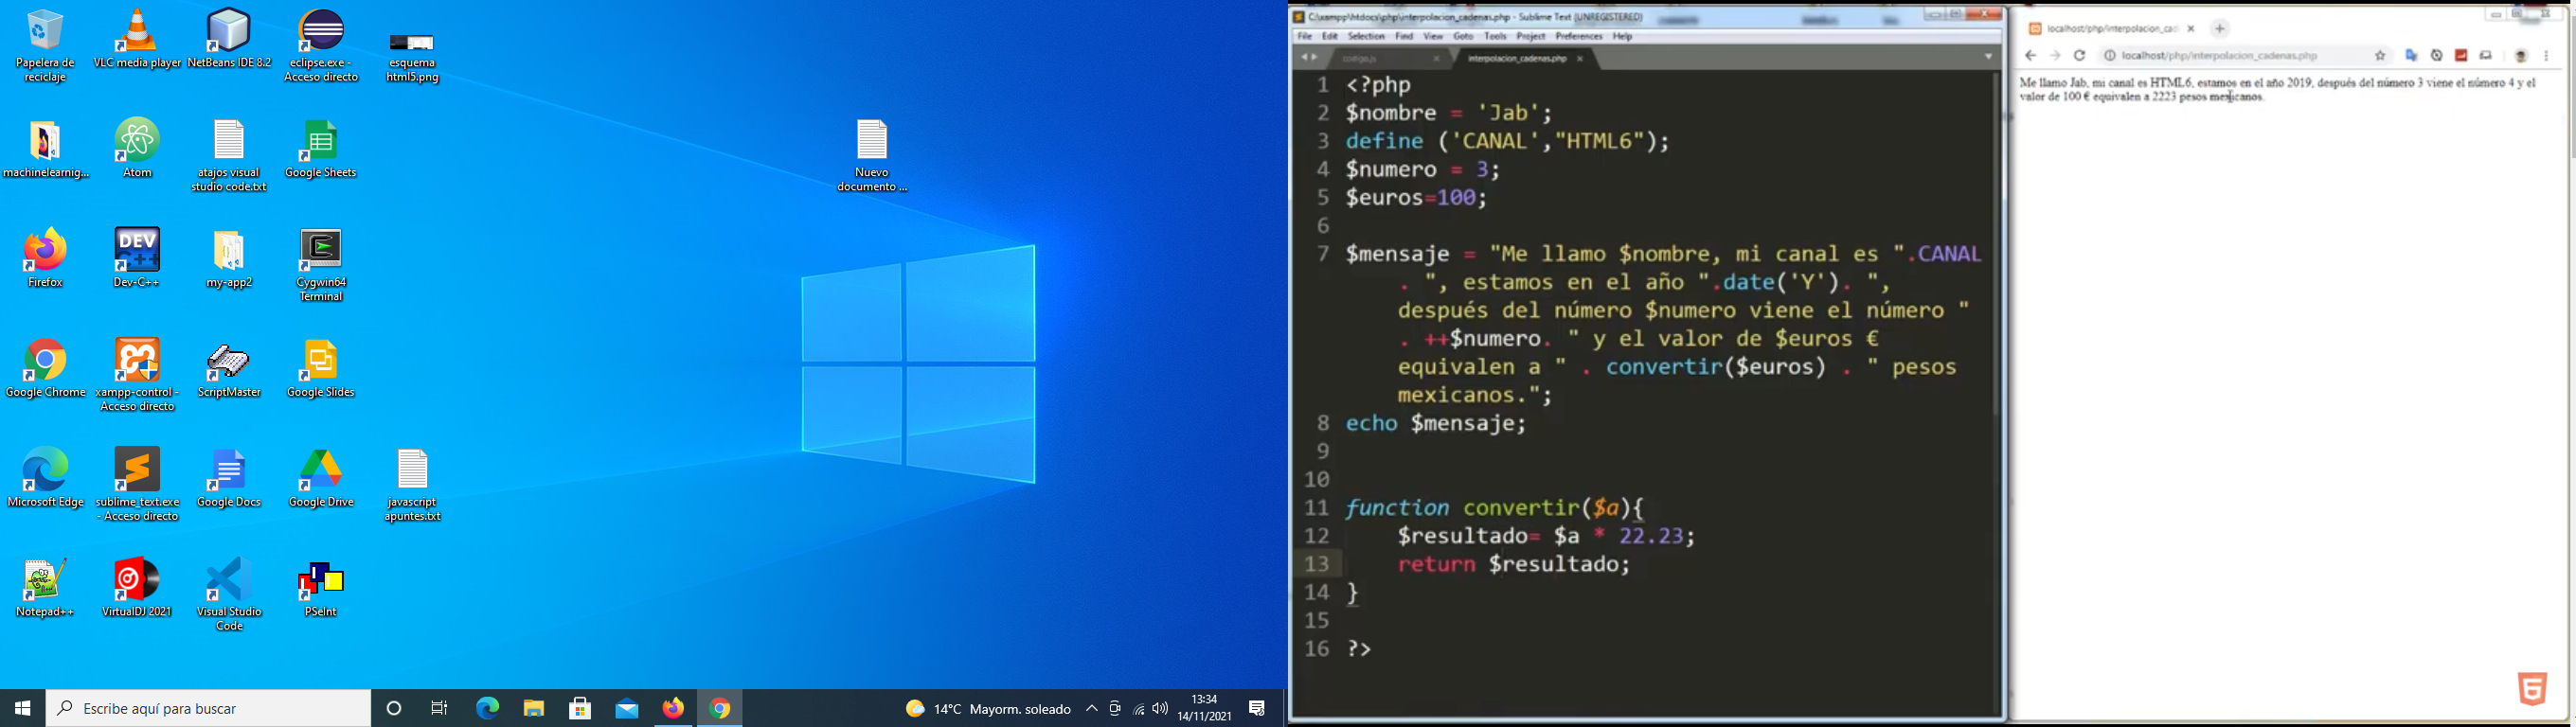 Papelera de
reciclaje
VLC media player
NetBeans IDE 8.2
eclipse.exe -
Acceso directo
esquema
html5.png
machinelearnig...
Atom
atajos visual
studio code.txt
Google Sheets
Nuevo
documento ...
Firefox
DEV
C++
Dev-C++
my-app2
Cygwin64
Terminal
Google Chrome
xampp-control -
Acceso directo
ScriptMaster
Google Slides
Microsoft Edge
sublime_text.exe
- Acceso directo
Google Docs
Google Drive
javascript
apuntes.txt
Notepad++
VirtualDJ 2021
Visual Studio
Code
PSeInt
Escribe aquí para buscar
14°C Mayorm. soleado
13:34
14/11/2021
C:\xampp\htdocs\php\interpolacion_cadenas.php - Sublime Text (UNREGISTERED)
File Edit Selection Find View Goto Tools Project Preferences Help
codigo.js
interpolacion_cadenas.php
1 <?php
2 $nombre = 'Jab';
3 define ('CANAL',"HTML6");
4 $numero = 3;
5 $euros=100;
6
7 $mensaje = "Me llamo $nombre, mi canal es ".CANAL
. ", estamos en el año ".date('Y'). ",
después del número $numero viene el número "
. ++$numero. " y el valor de $euros €
equivalen a " . convertir($euros) . " pesos
mexicanos.";
8 echo $mensaje;
9
10
11 function convertir($a){
12 $resultado= $a * 22.23;
13 return $resultado;
14 }
15
16 ?>
localhost/php/interpolacion_cad
localhost/php/interpolacion_cadenas.php
Me llamo Jab, mi canal es HTML6, estamos en el año 2019, después del número 3 viene el número 4 y el
valor de 100 € equivalen a 2223 pesos mexicanos.